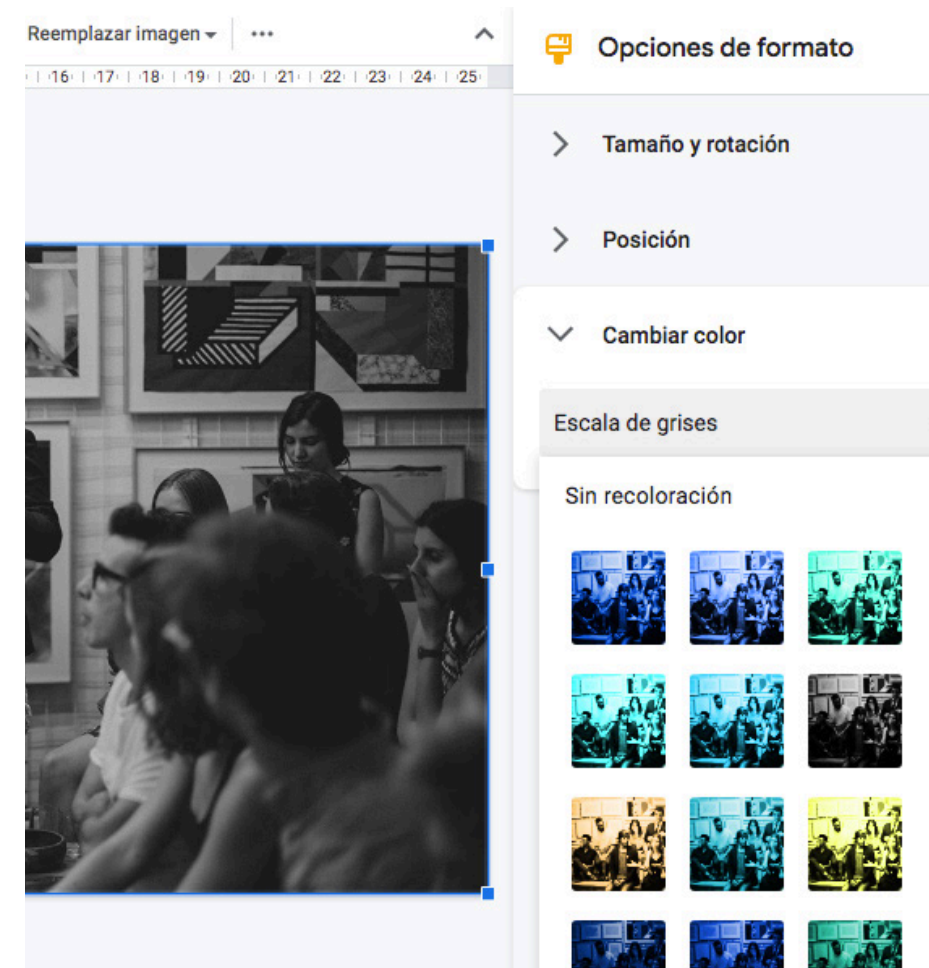 Reemplazar imagen
Opciones de formato
16 17 18 19 20 21 22 23 24 25
Tamaño y rotación
Posición
Cambiar color
Escala de grises
Sin recoloración